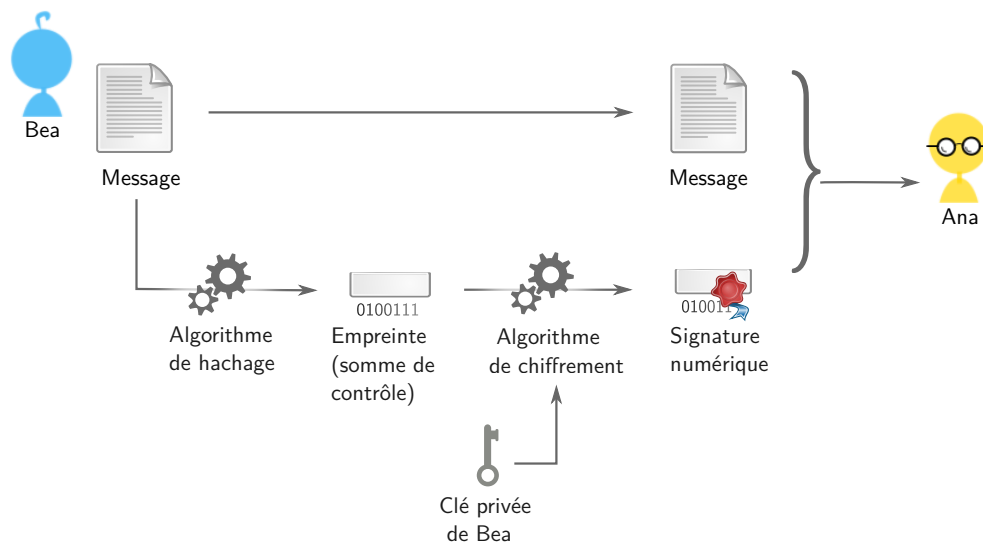 Bea
Message
Message
Ana
0100111
010011
Algorithme
de hachage
Empreinte
(somme de
contrôle)
Algorithme
de chiffrement
Signature
numérique
Clé privée
de Bea